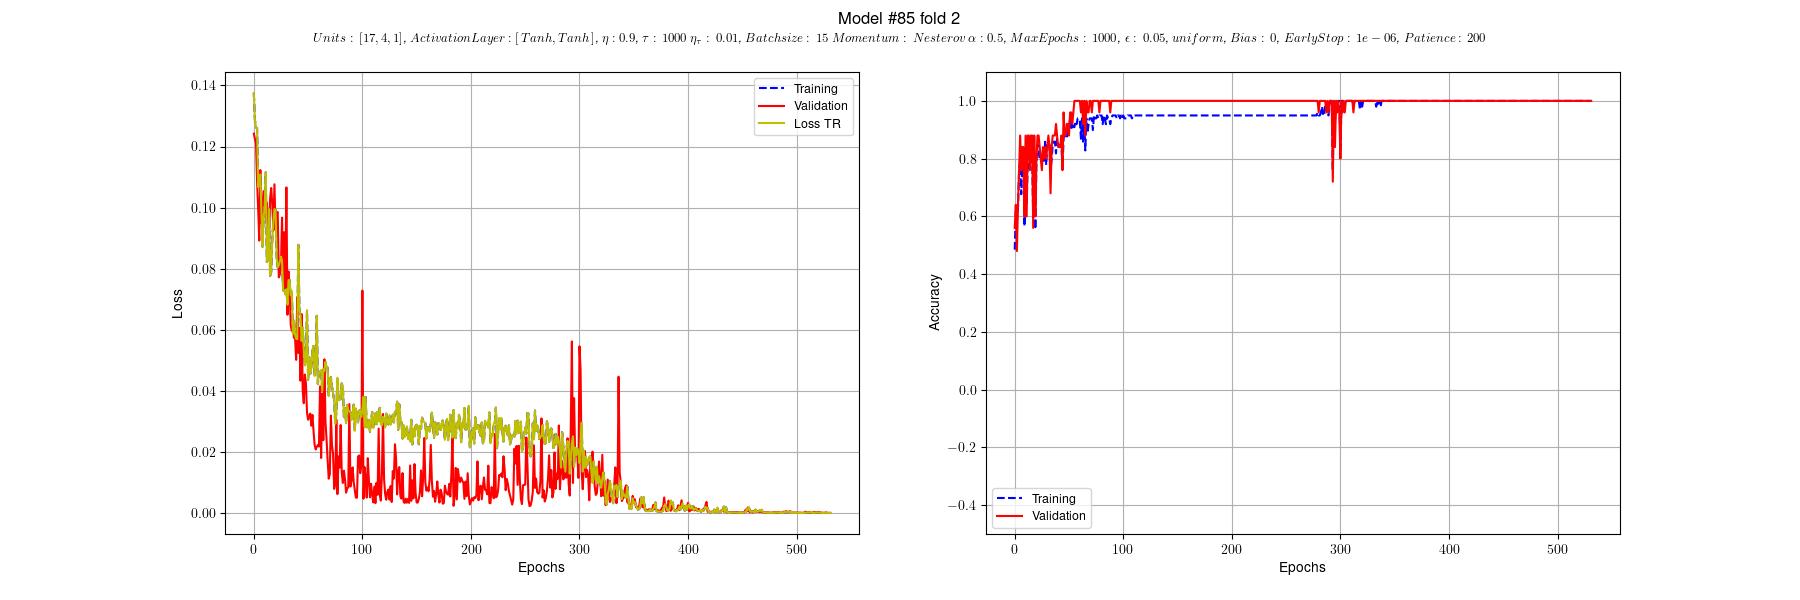 Model #85 fold 2
Units : [17, 4, 1], ActivationLayer : [Tanh, Tanh], η : 0.9, τ : 1000 ητ : 0.01, Batchsize : 15 Momentum : Nesterov α : 0.5, MaxEpochs : 1000, ϵ : 0.05, uniform, Bias : 0, EarlyStop : 1e − 06, Patience : 200
0.14
0.12
0.10
0.08
0.06
0.04
0.02
0.00
Loss
0 100 200 300 400 500
Epochs
Training
Validation
Loss TR
1.0
0.8
0.6
0.4
0.2
0.0
−0.2
−0.4
Accuracy
0 100 200 300 400 500
Epochs
Training
Validation